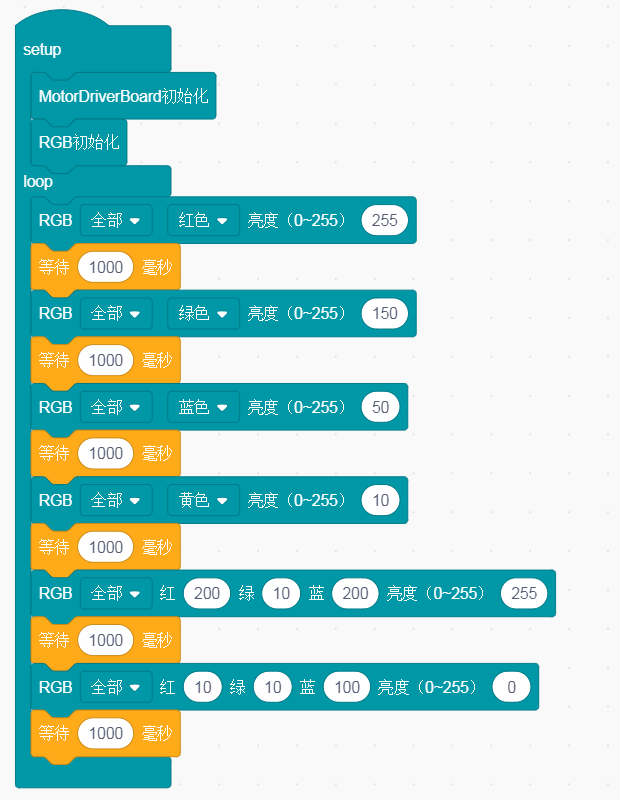 setup
MotorDriverBoard初始化
RGB初始化
loop
RGB 全部 红色 亮度（0~255） 255
等待 1000 毫秒
RGB 全部 绿色 亮度（0~255） 150
等待 1000 毫秒
RGB 全部 蓝色 亮度（0~255） 50
等待 1000 毫秒
RGB 全部 黄色 亮度（0~255） 10
等待 1000 毫秒
RGB 全部 红 200 绿 10 蓝 200 亮度（0~255） 255
等待 1000 毫秒
RGB 全部 红 10 绿 10 蓝 100 亮度（0~255） 0
等待 1000 毫秒